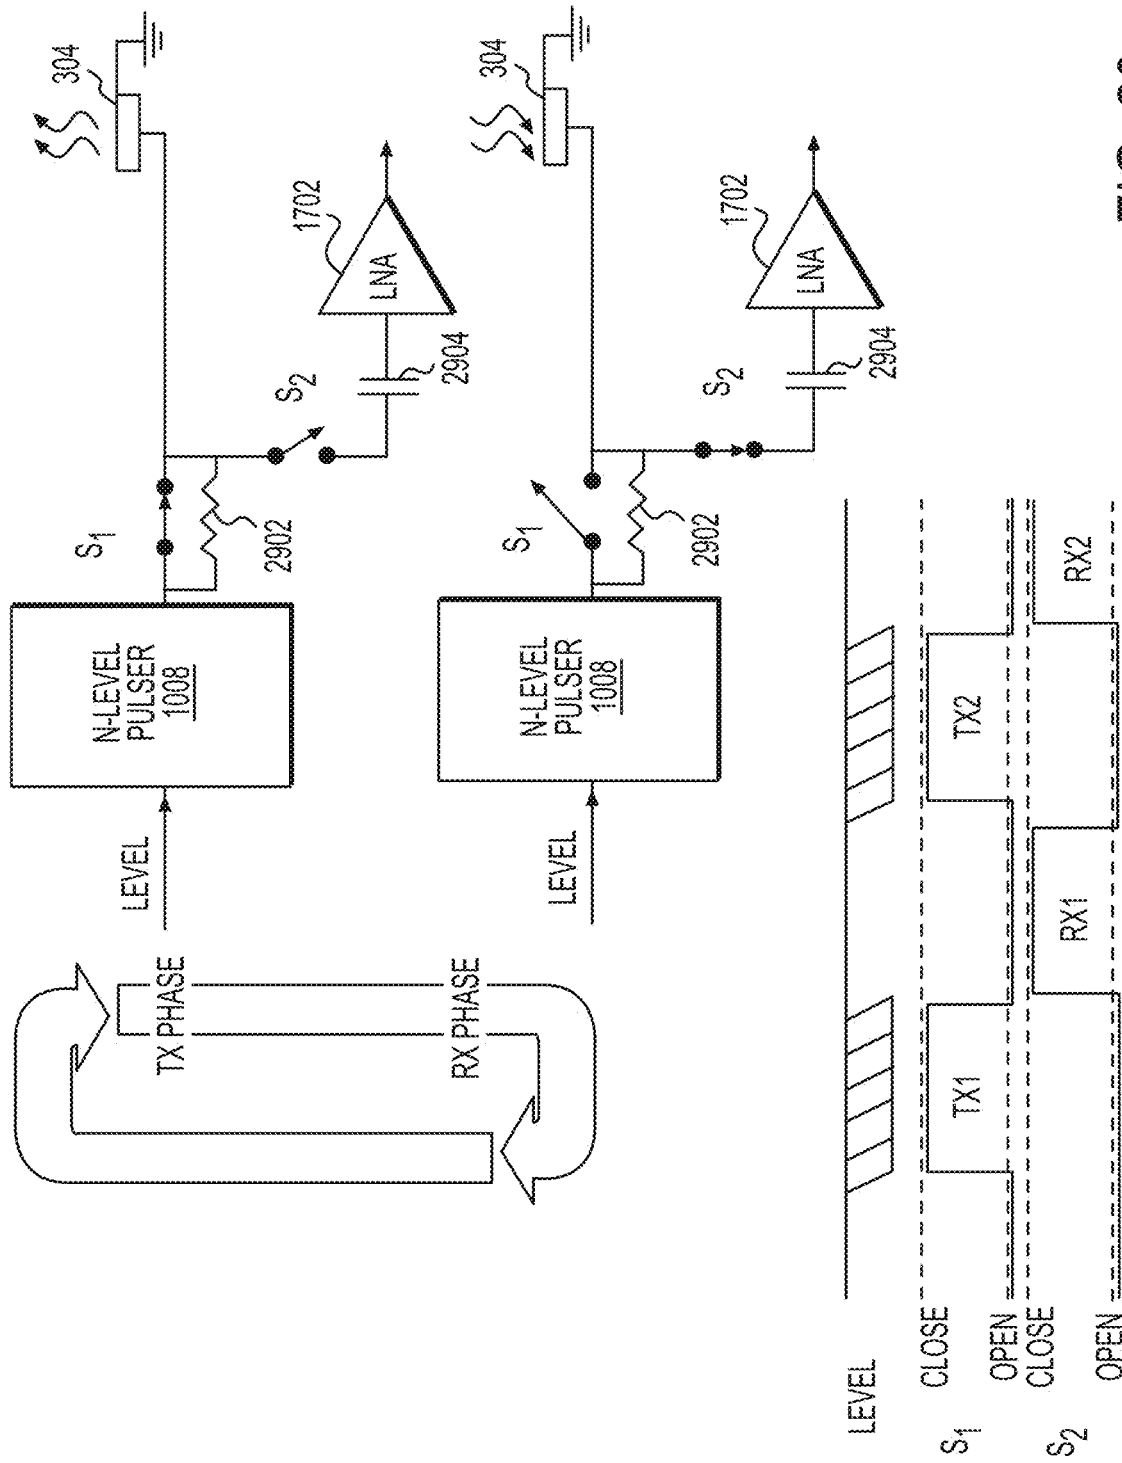 TX PHASE
RX PHASE
LEVEL
N-LEVEL
PULSER
1008
S1
2902
S2
2904
LNA
1702
304
LEVEL
N-LEVEL
PULSER
1008
S1
2902
S2
2904
LNA
1702
304
LEVEL
S1
CLOSE
OPEN
TX1
TX2
S2
CLOSE
OPEN
RX1
RX2